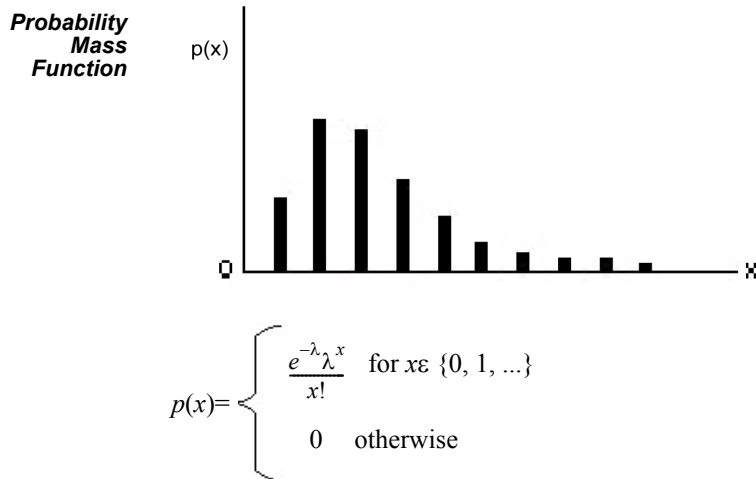 Probability
Mass
Function
p(x)
0
x
e^{-λ}λ^x
x!
for xε {0, 1, ...}
p(x)=
0 otherwise